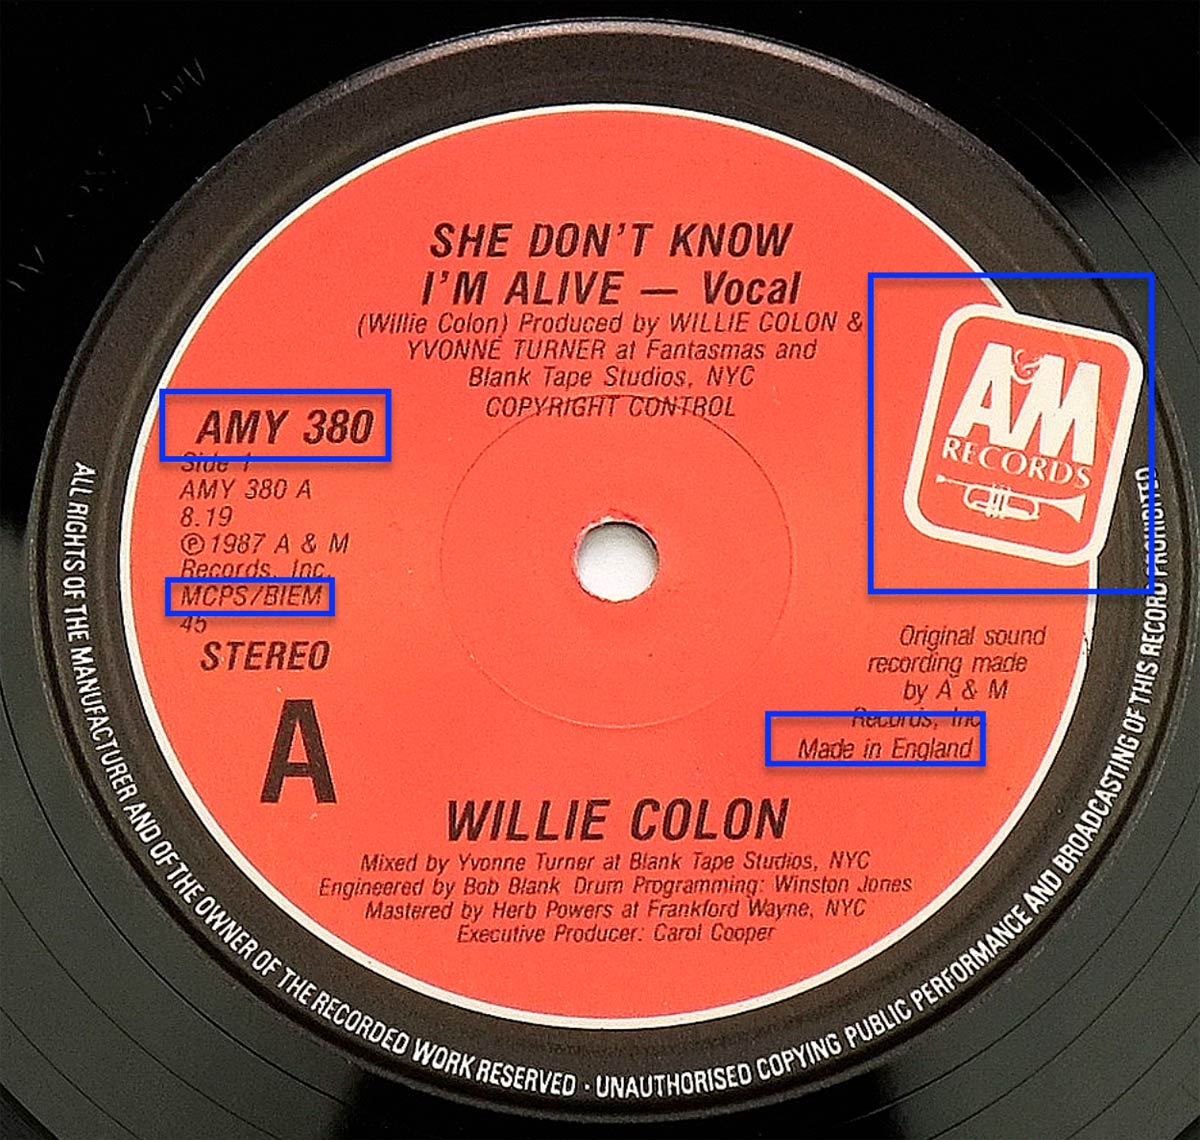 SHE DON'T KNOW
I'M ALIVE — Vocal
(Willie Colon) Produced by WILLIE COLON &
YVONNE TURNER at Fantasmas and
Blank Tape Studios, NYC
COPYRIGHT CONTROL
A&M
RECORDS
AMY 380
Side 1
AMY 380 A
8.19
℗ 1987 A & M
Records, Inc.
MCPS/BIEM
45
STEREO
A
Original sound
recording made
by A & M
Records, Inc
Made in England
WILLIE COLON
Mixed by Yvonne Turner at Blank Tape Studios, NYC
Engineered by Bob Blank Drum Programming: Winston Jones
Mastered by Herb Powers at Frankford Wayne, NYC
Executive Producer: Carol Cooper
ALL RIGHTS OF THE MANUFACTURER AND OF THE OWNER OF THE RECORDED WORK RESERVED · UNAUTHORISED COPYING PUBLIC PERFORMANCE AND BROADCASTING OF THIS RECORD PROHIBITED